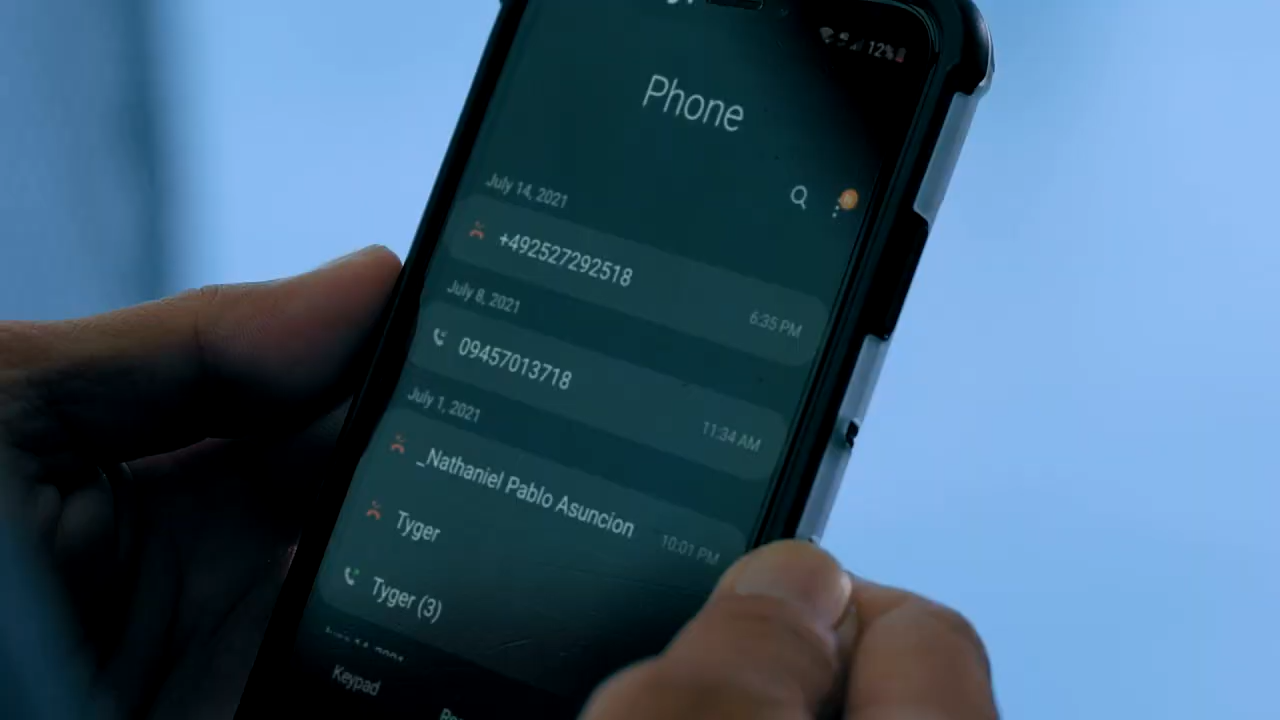 12%
Phone
July 14, 2021
+492527292518
6:35 PM
July 8, 2021
09457013718
11:34 AM
July 1, 2021
_Nathaniel Pablo Asuncion
10:01 PM
Tyger
Tyger (3)
Keypad